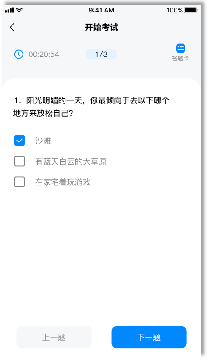 9:41 AM
100%
开始考试
00:29:54
1/3
答题卡
1、阳光明媚的一天，你最倾向于去以下哪个
地方来放松自己？
沙滩
有蓝天白云的大草原
在家宅着玩游戏
上一题
下一题